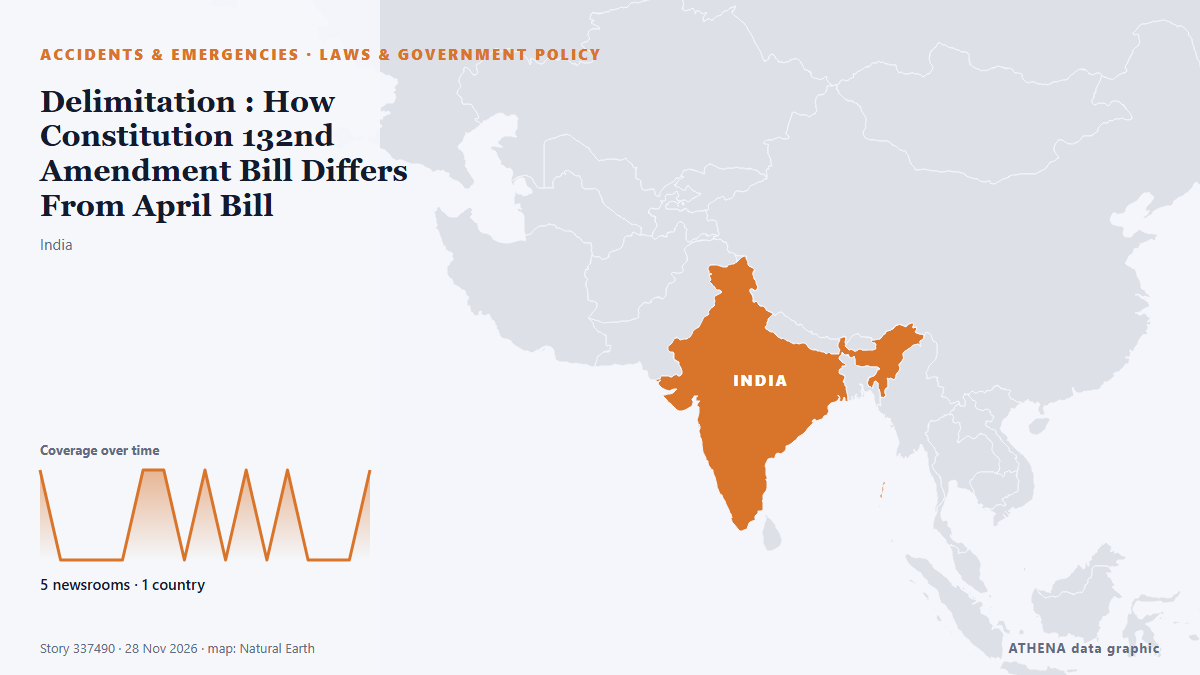 ACCIDENTS & EMERGENCIES · LAWS & GOVERNMENT POLICY
Delimitation : How
Constitution 132nd
Amendment Bill Differs
From April Bill
India
INDIA
Coverage over time
5 newsrooms · 1 country
Story 337490 · 28 Nov 2026 · map: Natural Earth
ATHENA data graphic